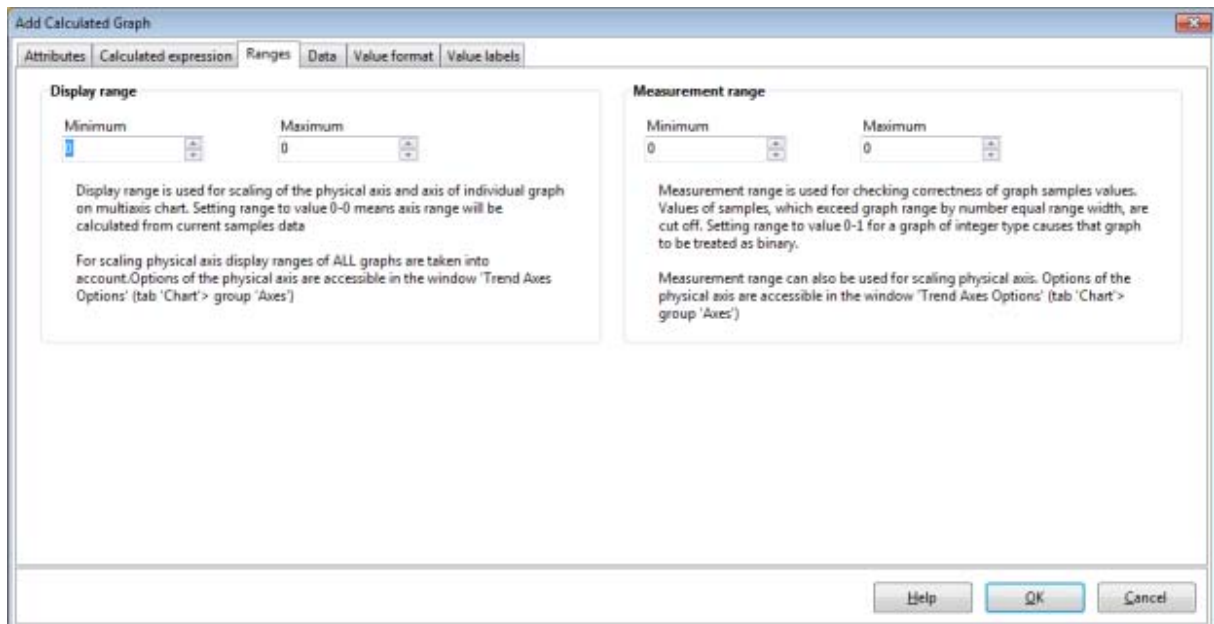 Add Calculated Graph
Attributes Calculated expression Ranges Data Value format Value labels
Display range
Minimum Maximum
0 0
Display range is used for scaling of the physical axis and axis of individual graph
on multiaxis chart. Setting range to value 0-0 means axis range will be
calculated from current samples data
For scaling physical axis display ranges of ALL graphs are taken into
account.Options of the physical axis are accessible in the window 'Trend Axes
Options' (tab 'Chart'> group 'Axes')
Measurement range
Minimum Maximum
0 0
Measurement range is used for checking correctness of graph samples values.
Values of samples, which exceed graph range by number equal range width, are
cut off. Setting range to value 0-1 for a graph of integer type causes that graph
to be treated as binary.
Measurement range can also be used for scaling physical axis. Options of the
physical axis are accessible in the window 'Trend Axes Options' (tab 'Chart'>
group 'Axes')
Help OK Cancel